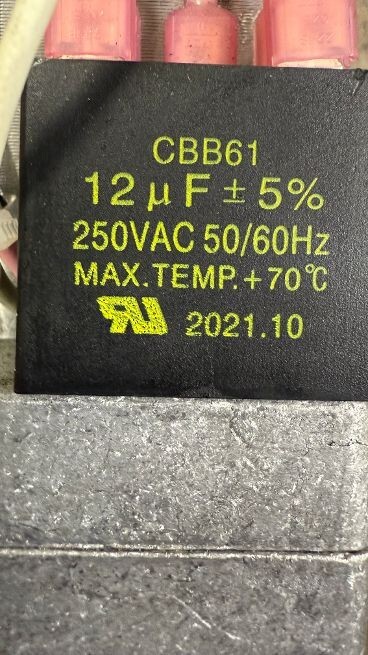 CBB61
12μF±5%
250VAC 50/60Hz
MAX.TEMP.+70℃
2021.10